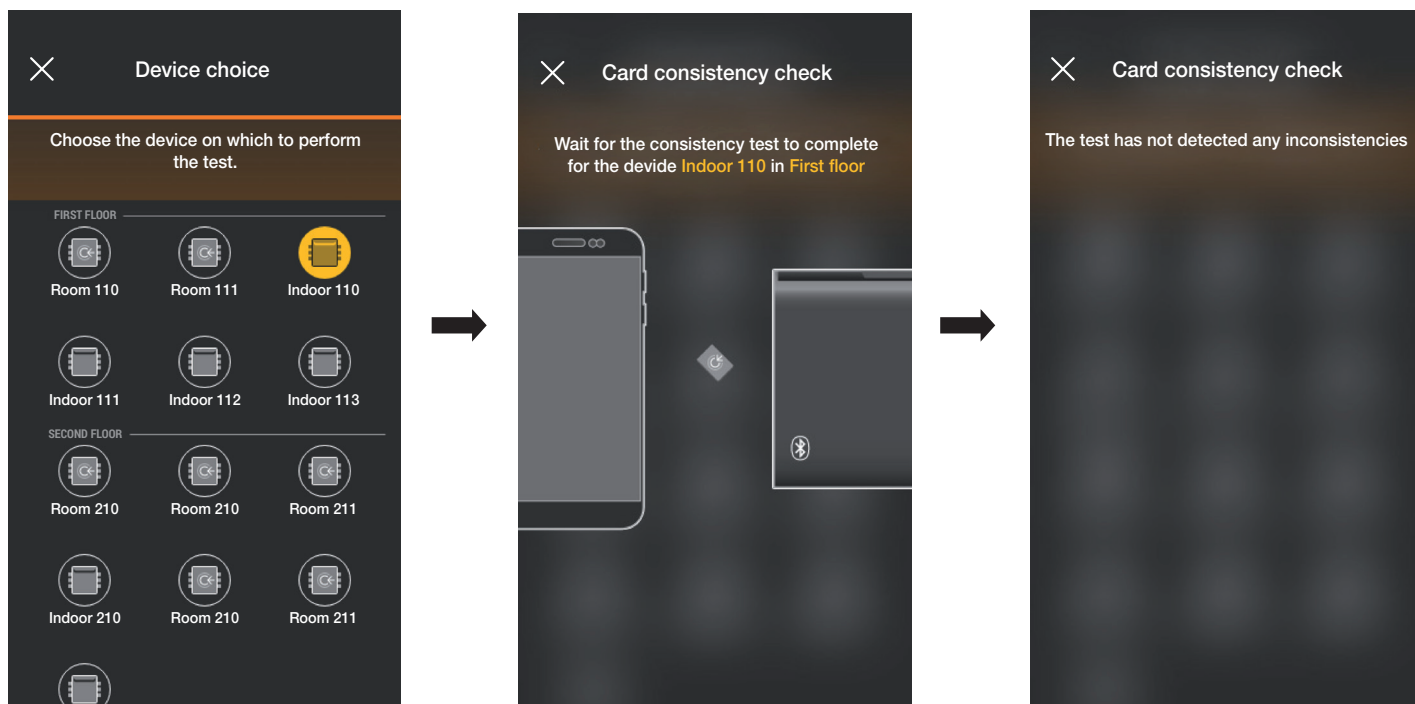 Device choice
Choose the device on which to perform
the test.
FIRST FLOOR
Room 110
Room 111
Indoor 110
Indoor 111
Indoor 112
Indoor 113
SECOND FLOOR
Room 210
Room 210
Room 211
Indoor 210
Room 210
Room 211
Card consistency check
Wait for the consistency test to complete
for the devide Indoor 110 in First floor
Card consistency check
The test has not detected any inconsistencies